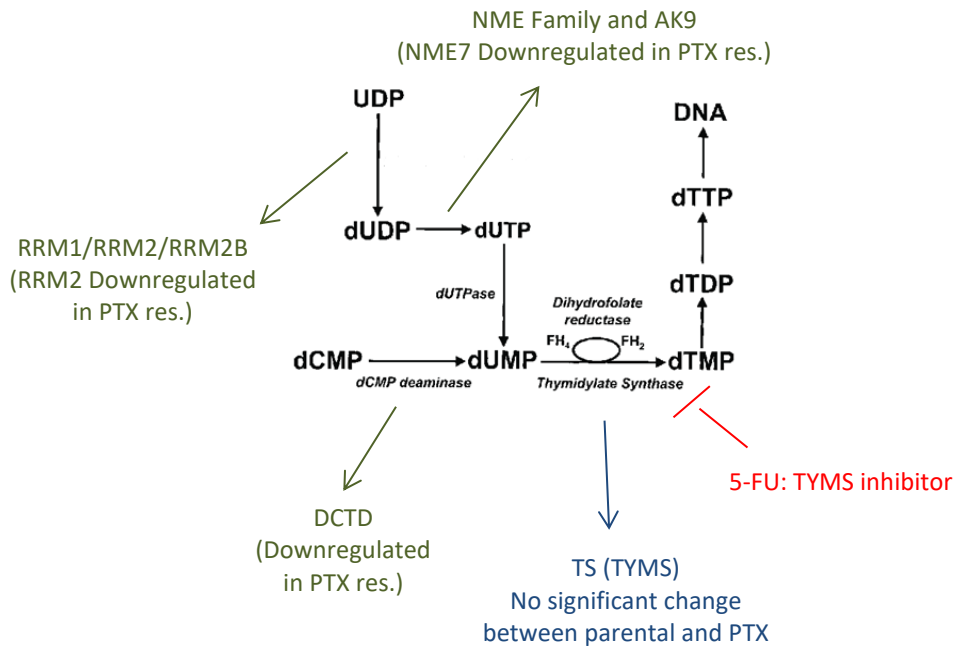 NME Family and AK9
(NME7 Downregulated in PTX res.)
UDP
DNA
dTTP
dUDP
dUTP
RRM1/RRM2/RRM2B
(RRM2 Downregulated
in PTX res.)
dUTPase
dTDP
Dihydrofolate
reductase
FH4
FH2
dCMP
dUMP
dTMP
dCMP deaminase
Thymidylate Synthase
5-FU: TYMS inhibitor
DCTD
(Downregulated
in PTX res.)
TS (TYMS)
No significant change
between parental and PTX